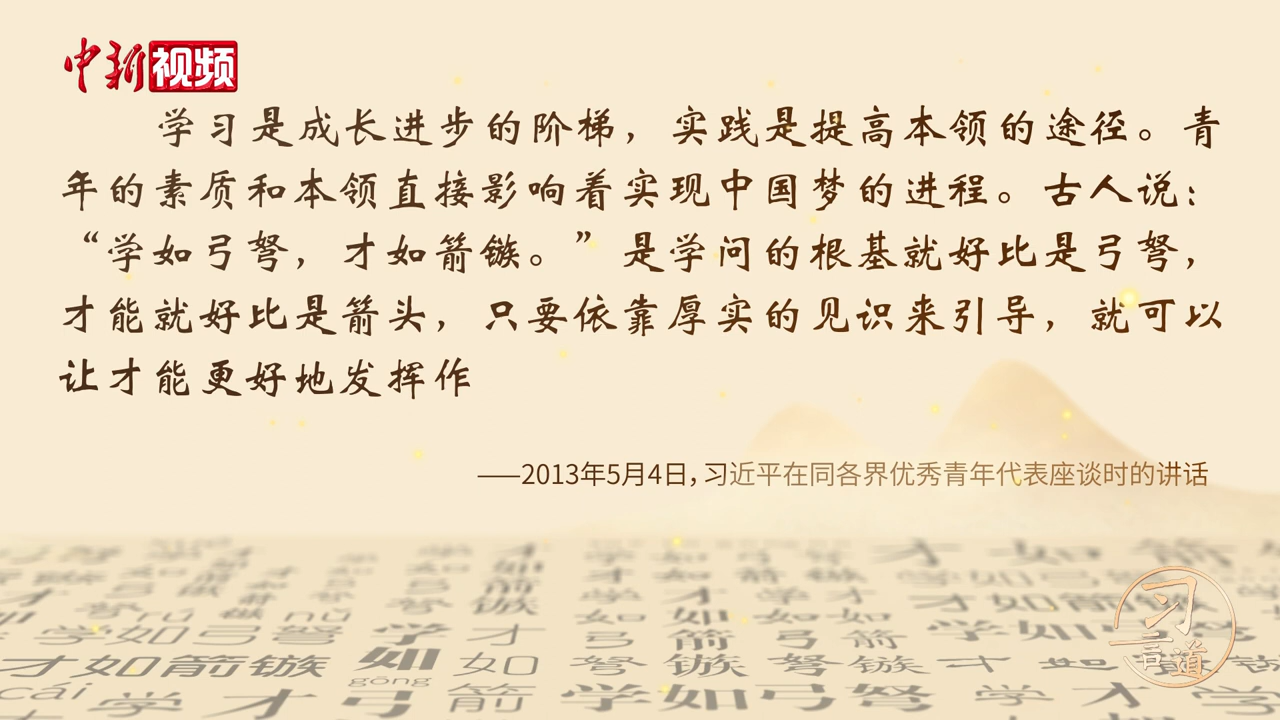 中新视频
学习是成长进步的阶梯，实践是提高本领的途径。青
年的素质和本领直接影响着实现中国梦的进程。古人说：
“学如弓弩，才如箭镞。”是学问的根基就好比是弓弩，
才能就好比是箭头，只要依靠厚实的见识来引导，就可以
让才能更好地发挥作
——2013年5月4日，习近平在同各界优秀青年代表座谈时的讲话
习言道